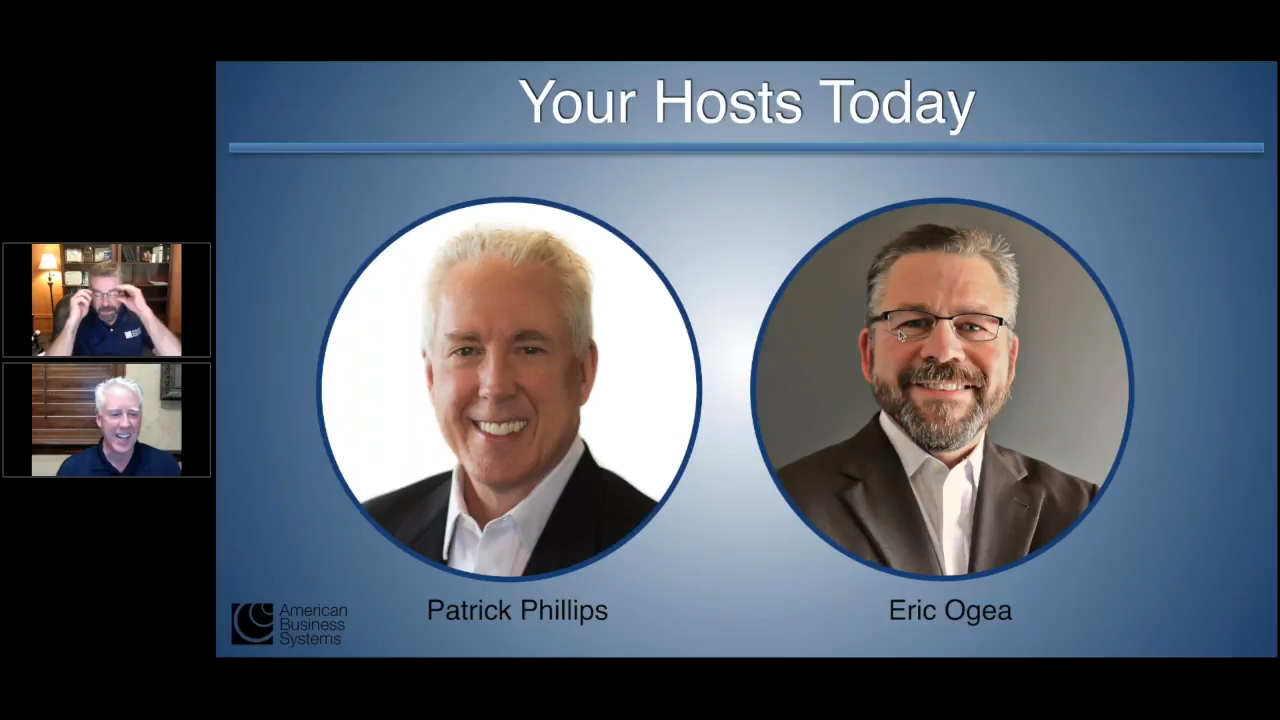 Your Hosts Today
Patrick Phillips
Eric Ogea
American
Business
Systems